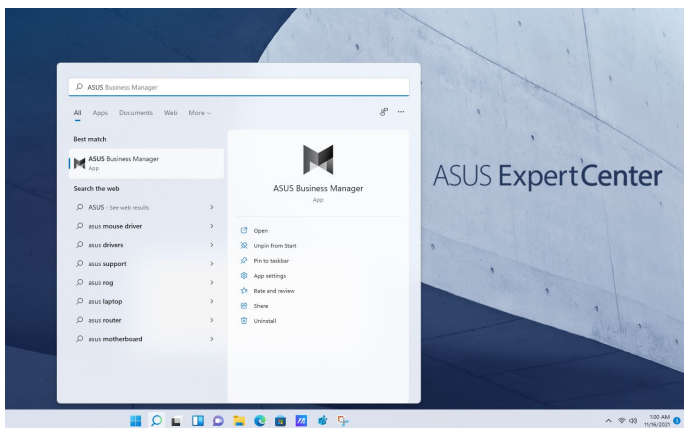 ASUS Business Manager
All Apps Documents Web More
Best match
ASUS Business Manager
App
Search the web
ASUS - See web results
asus mouse driver
asus drivers
asus support
asus rog
asus laptop
asus router
asus motherboard
ASUS Business Manager
App
Open
Unpin from Start
Pin to taskbar
App settings
Rate and review
Share
Uninstall
ASUS ExpertCenter
1:00 AM
11/16/2021
3